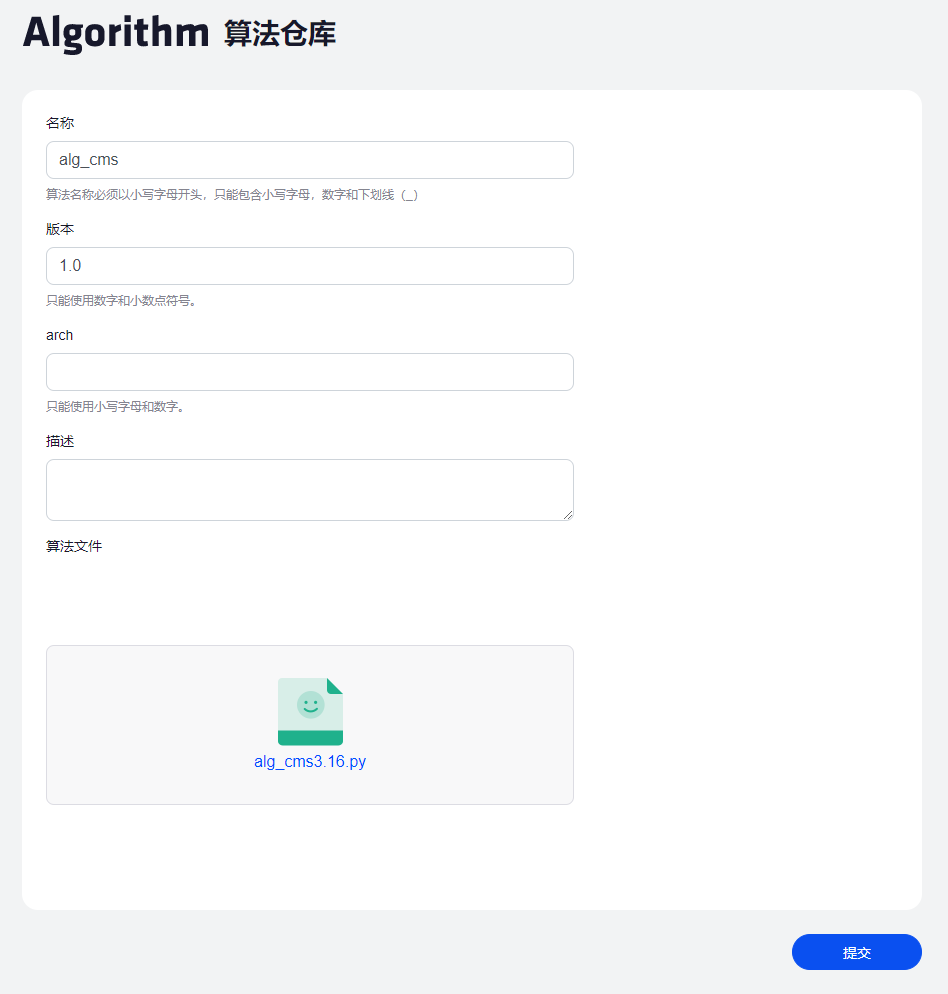 Algorithm 算法仓库
名称
alg_cms
算法名称必须以小写字母开头，只能包含小写字母，数字和下划线（_）
版本
1.0
只能使用数字和小数点符号。
arch
只能使用小写字母和数字。
描述
算法文件
alg_cms3.16.py
提交